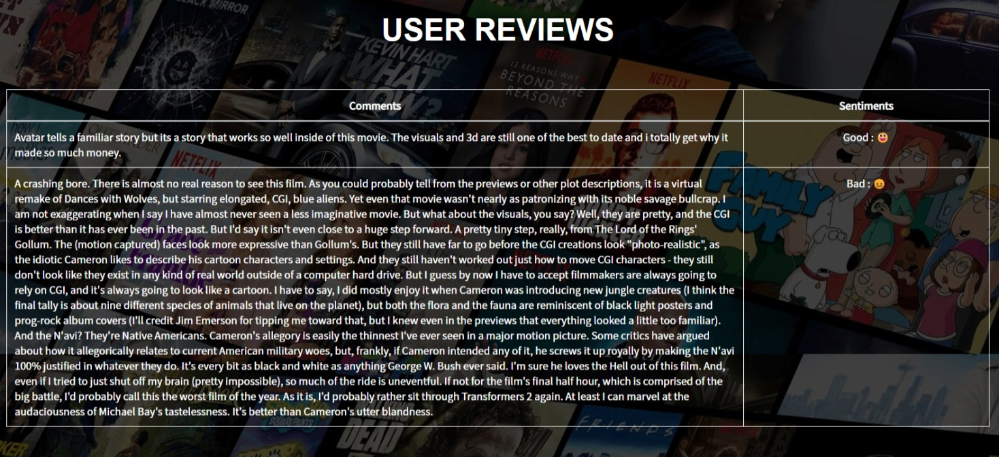 BLACK MIRROR
USER REVIEWS
KEVIN HART
WHAT
NOW?
NETFLIX
13 REASONS WHY
BEYOND THE
REASONS
NETFLIX
Comments
Sentiments
OUTLANDER
NETFLIX
Avatar tells a familiar story but its a story that works so well inside of this movie. The visuals and 3d are still one of the best to date and i totally get why it
made so much money.
Good : 😃
FAMILY
GUY
A crashing bore. There is almost no real reason to see this film. As you could probably tell from the previews or other plot descriptions, it is a virtual
remake of Dances with Wolves, but starring elongated, CGI, blue aliens. Yet even that movie wasn't nearly as patronizing with its noble savage bullcrap. I
am not exaggerating when I say I have almost never seen a less imaginative movie. But what about the visuals, you say? Well, they are pretty, and the CGI
is better than it has ever been in the past. But I'd say it isn't even close to a huge step forward. A pretty tiny step, really, from The Lord of the Rings'
Gollum. The (motion captured) faces look more expressive than Gollum's. But they still have far to go before the CGI creations look "photo-realistic", as
the idiotic Cameron likes to describe his cartoon characters and settings. And they still haven't worked out just how to move CGI characters - they still
don't look like they exist in any kind of real world outside of a computer hard drive. But I guess by now I have to accept filmmakers are always going to
rely on CGI, and it's always going to look like a cartoon. I have to say, I did mostly enjoy it when Cameron was introducing new jungle creatures (I think the
final tally is about nine different species of animals that live on the planet), but both the flora and the fauna are reminiscent of black light posters and
prog-rock album covers (I'll credit Jim Emerson for tipping me toward that, but I knew even in the previews that everything looked a little too familiar).
And the N'avi? They're Native Americans. Cameron's allegory is easily the thinnest I've ever seen in a major motion picture. Some critics have argued
about how it allegorically relates to current American military woes, but, frankly, if Cameron intended any of it, he screws it up royally by making the N'avi
100% justified in whatever they do. It's every bit as black and white as anything George W. Bush ever said. I'm sure he loves the Hell out of this film. And,
even if I tried to just shut off my brain (pretty impossible), so much of the ride is uneventful. If not for the film's final half hour, which is comprised of the
big battle, I'd probably call this the worst film of the year. As it is, I'd probably rather sit through Transformers 2 again. At least I can marvel at the
audaciousness of Michael Bay's tastelessness. It's better than Cameron's utter blandness.
Bad : 😖
SQUAREPANTS
DEAD
FRIENDS